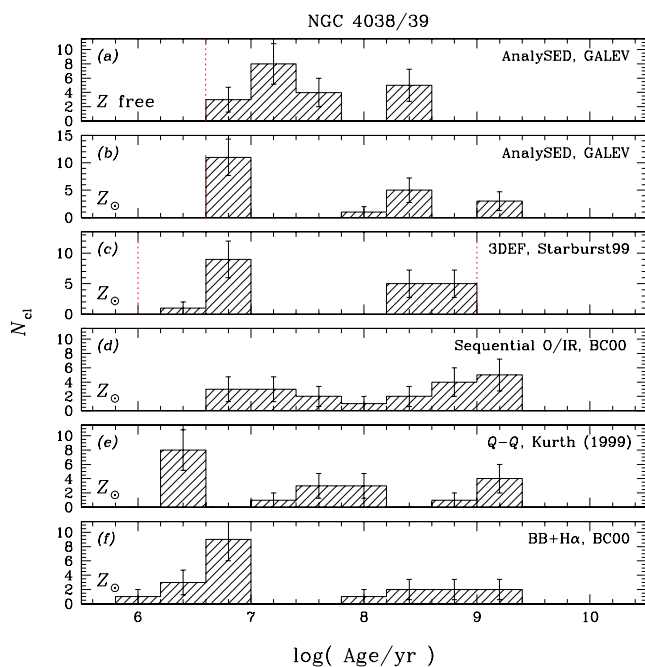 NGC 4038/39
(a) AnalySED, GALEV
Z free
10
8
6
4
2
0
(b) AnalySED, GALEV
Z⊙
15
10
5
0
(c) 3DEF, Starburst99
Z⊙
10
5
0
(d) Sequential O/IR, BC00
Z⊙
10
8
6
4
2
0
(e) Q-Q, Kurth (1999)
Z⊙
10
8
6
4
2
0
(f) BB+Hα, BC00
Z⊙
10
8
6
4
2
0
N_cl
6 7 8 9 10
log( Age/yr )